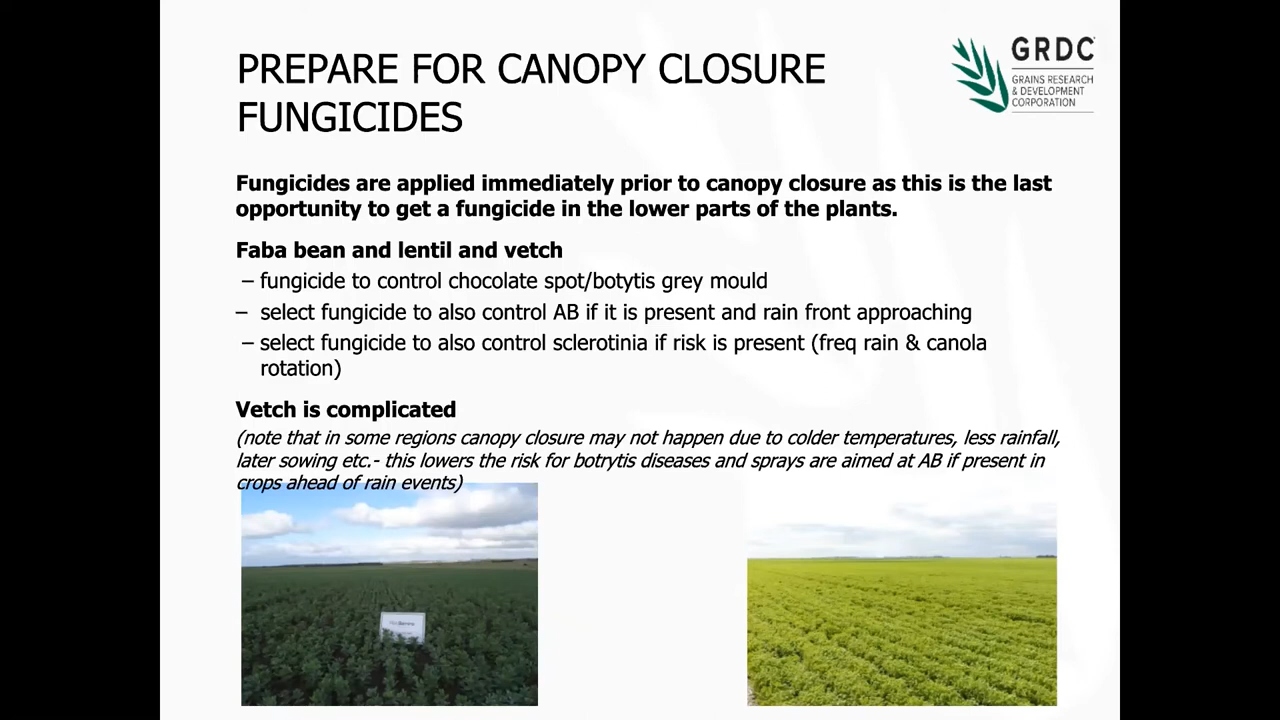 PREPARE FOR CANOPY CLOSURE
FUNGICIDES
GRDC
GRAINS RESEARCH
& DEVELOPMENT
CORPORATION
Fungicides are applied immediately prior to canopy closure as this is the last
opportunity to get a fungicide in the lower parts of the plants.
Faba bean and lentil and vetch
– fungicide to control chocolate spot/botytis grey mould
– select fungicide to also control AB if it is present and rain front approaching
– select fungicide to also control sclerotinia if risk is present (freq rain & canola
rotation)
Vetch is complicated
(note that in some regions canopy closure may not happen due to colder temperatures, less rainfall,
later sowing etc.- this lowers the risk for botrytis diseases and sprays are aimed at AB if present in
crops ahead of rain events)